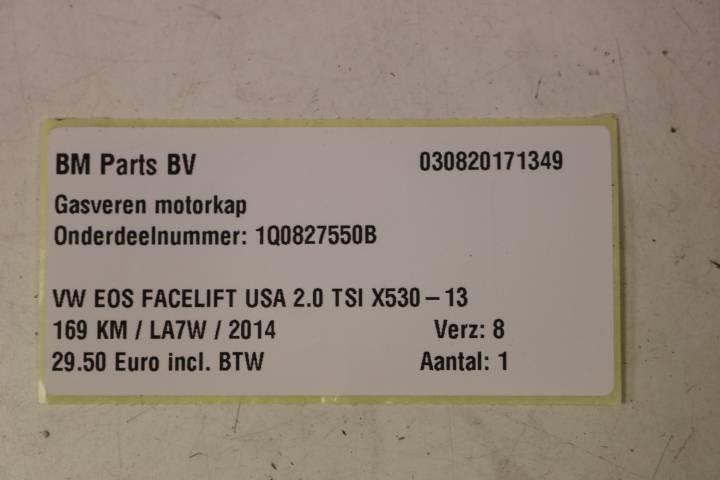 BM Parts BV 030820171349
Gasveren motorkap
Onderdeelnummer: 1Q0827550B
VW EOS FACELIFT USA 2.0 TSI X530 – 13
169 KM / LA7W / 2014 Verz: 8
29.50 Euro incl. BTW Aantal: 1